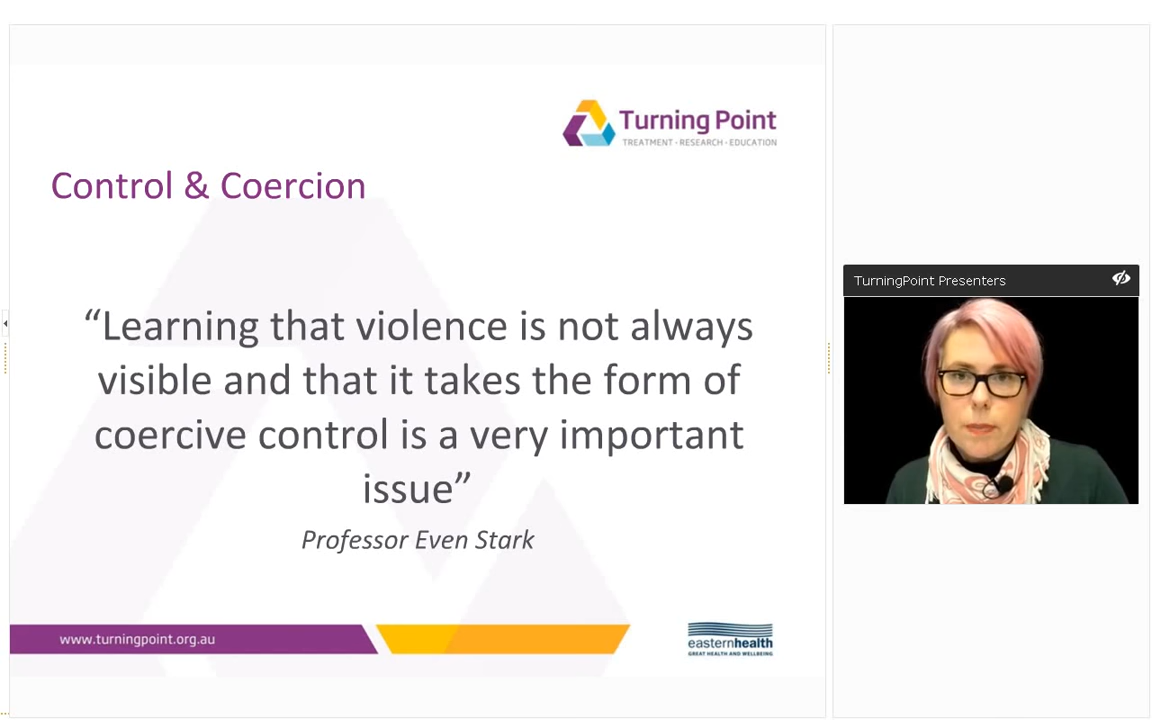 Turning Point
TREATMENT · RESEARCH · EDUCATION
Control & Coercion
“Learning that violence is not always
visible and that it takes the form of
coercive control is a very important
issue”
Professor Even Stark
www.turningpoint.org.au
easternhealth
GREAT HEALTH AND WELLBEING
TurningPoint Presenters